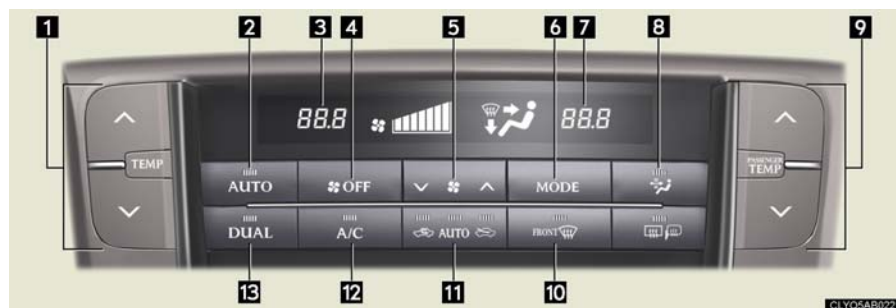 1 2 3 4 5 6 7 8 9
88.8 88.8
TEMP
AUTO OFF MODE
PASSENGER
TEMP
DUAL A/C AUTO FRONT
13 12 11 10
CLYO5AB022